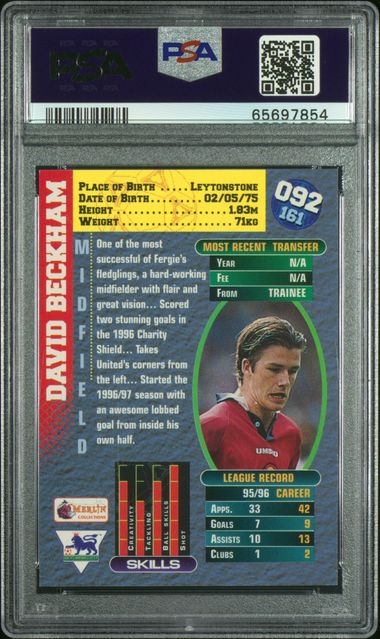 PSA
PSA
65697854
DAVID BECKHAM
MIDFIELD
PLACE OF BIRTH .... LEYTONSTONE
DATE OF BIRTH ........ 02/05/75
HEIGHT .................... 1.83M
WEIGHT ..................... 71KG
092
161
One of the most
successful of Fergie's
fledglings, a hard-working
midfielder with flair and
great vision... Scored
two stunning goals in
the 1996 Charity
Shield... Takes
United's corners from
the left... Started the
1996/97 season with
an awesome lobbed
goal from inside his
own half.
MOST RECENT TRANSFER
YEAR N/A
FEE N/A
FROM TRAINEE
UMBRO
MERLIN
COLLECTIONS
CREATIVITY
TACKLING
BALL SKILLS
SHOT
SKILLS
LEAGUE RECORD
95/96 CAREER
APPS. 33 42
GOALS 7 9
ASSISTS 10 13
CLUBS 1 2